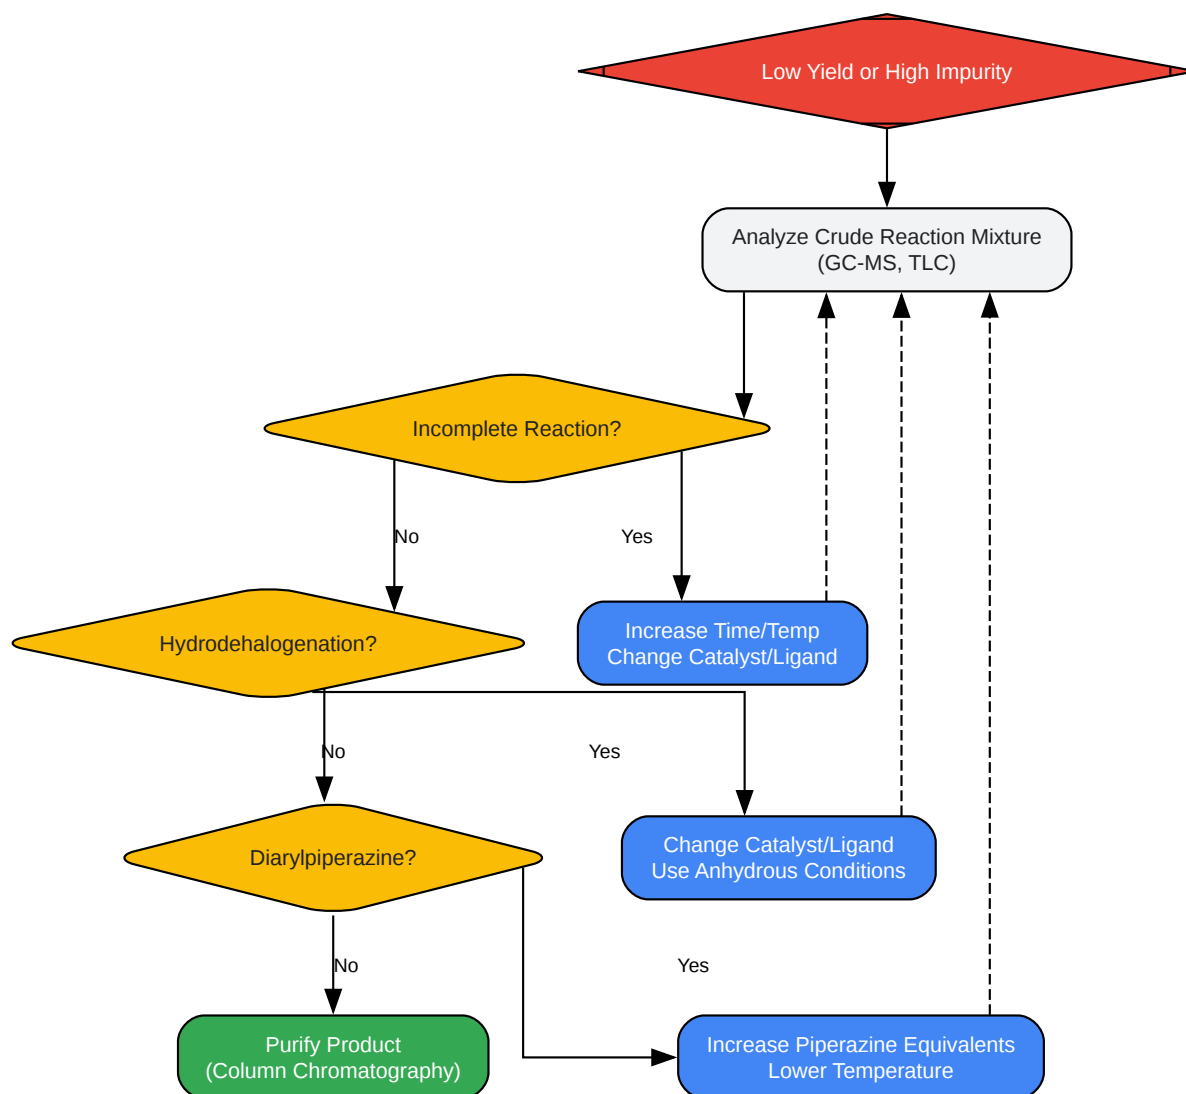 Low Yield or High Impurity
Analyze Crude Reaction Mixture
(GC-MS, TLC)
Incomplete Reaction?
No
Yes
Hydrodehalogenation?
Increase Time/Temp
Change Catalyst/Ligand
No
Yes
Diarylpiperazine?
Change Catalyst/Ligand
Use Anhydrous Conditions
No
Yes
Purify Product
(Column Chromatography)
Increase Piperazine Equivalents
Lower Temperature